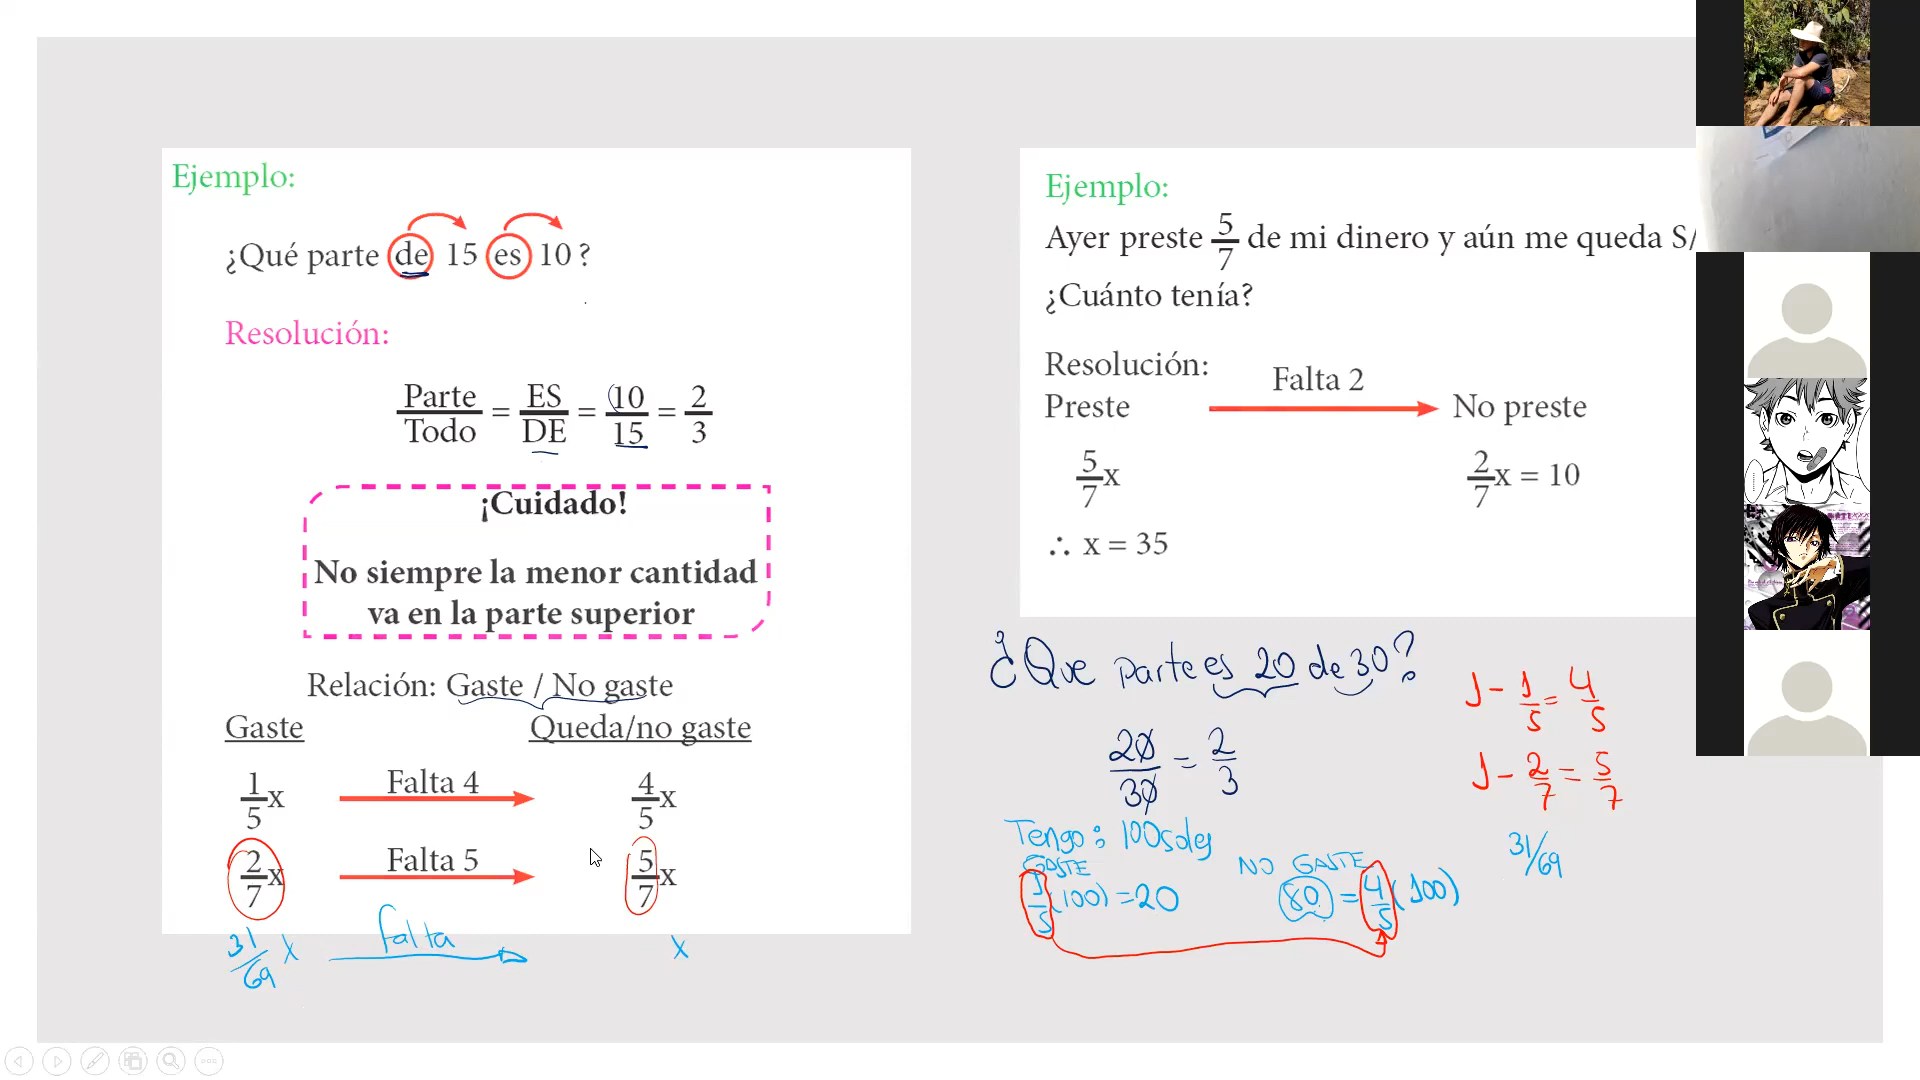 Ejemplo:
¿Qué parte de 15 es 10 ?
Resolución:
Parte/Todo = ES/DE = 10/15 = 2/3
¡Cuidado!
No siempre la menor cantidad
va en la parte superior
Relación: Gaste / No gaste
Gaste Queda/no gaste
1/5x Falta 4 4/5x
2/7x Falta 5 5/7x
31/69 x falta x
Ejemplo:
Ayer preste 5/7 de mi dinero y aún me queda S/
¿Cuánto tenía?
Resolución:
Falta 2
Preste No preste
5/7x 2/7x = 10
∴ x = 35
¿Que parte es 20 de 30?
20/30 = 2/3
1 - 1/5 = 4/5
1 - 2/7 = 5/7
31/69
Tengo: 100 soles
GASTE NO GASTE
1/5(100) = 20 80 = 4/5(100)